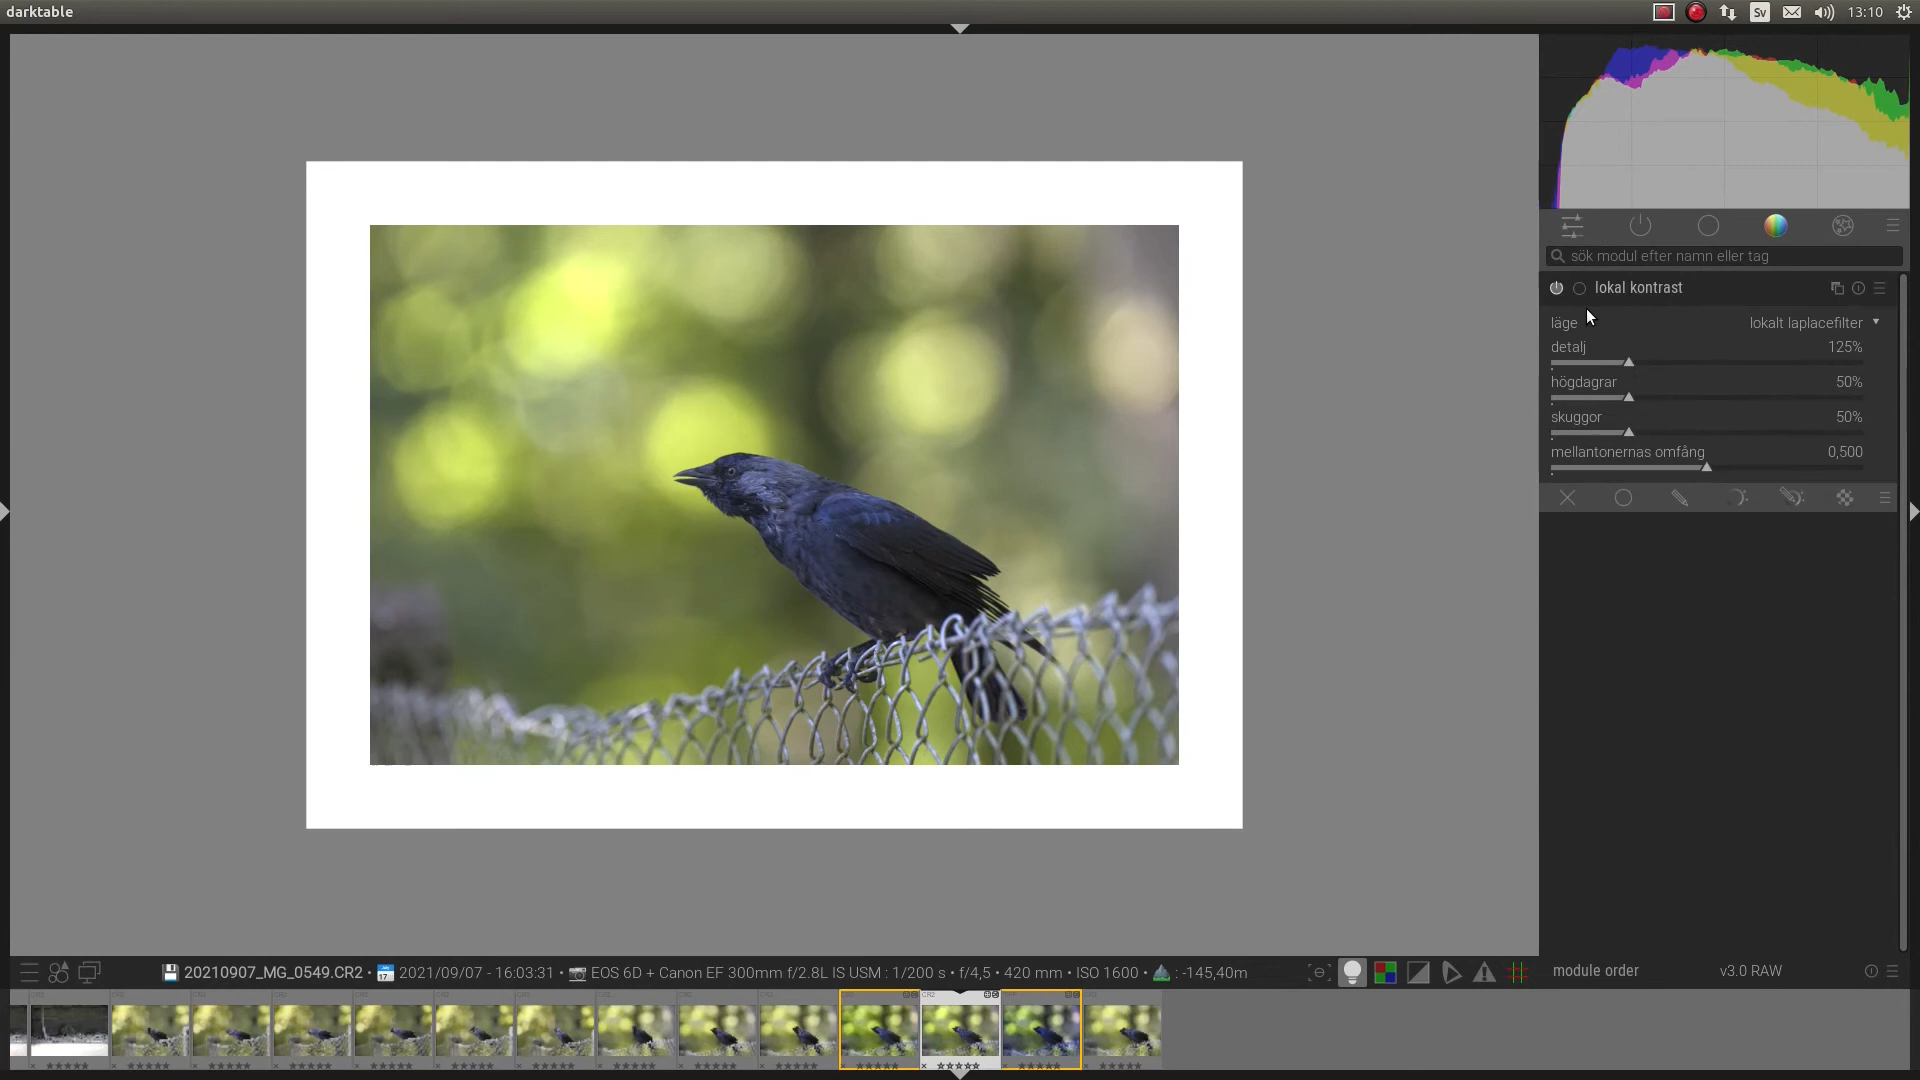 darktable
Sv
13:10
sök modul efter namn eller tag
lokal kontrast
läge lokalt laplacefilter
detalj 125%
högdagrar 50%
skuggor 50%
mellantonernas omfång 0,500
20210907_MG_0549.CR2 • 2021/09/07 - 16:03:31 • EOS 6D + Canon EF 300mm f/2.8L IS USM : 1/200 s • f/4,5 • 420 mm • ISO 1600 • : -145,40m
module order v3.0 RAW
CR2